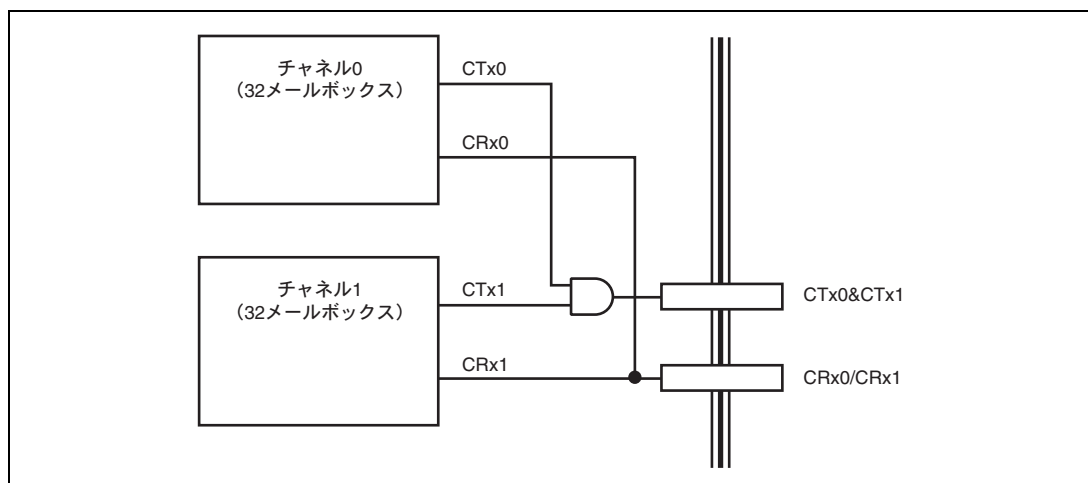 チャネル0
（32メールボックス）
CTx0
CRx0
チャネル1
（32メールボックス）
CTx1
CRx1
CTx0&CTx1
CRx0/CRx1